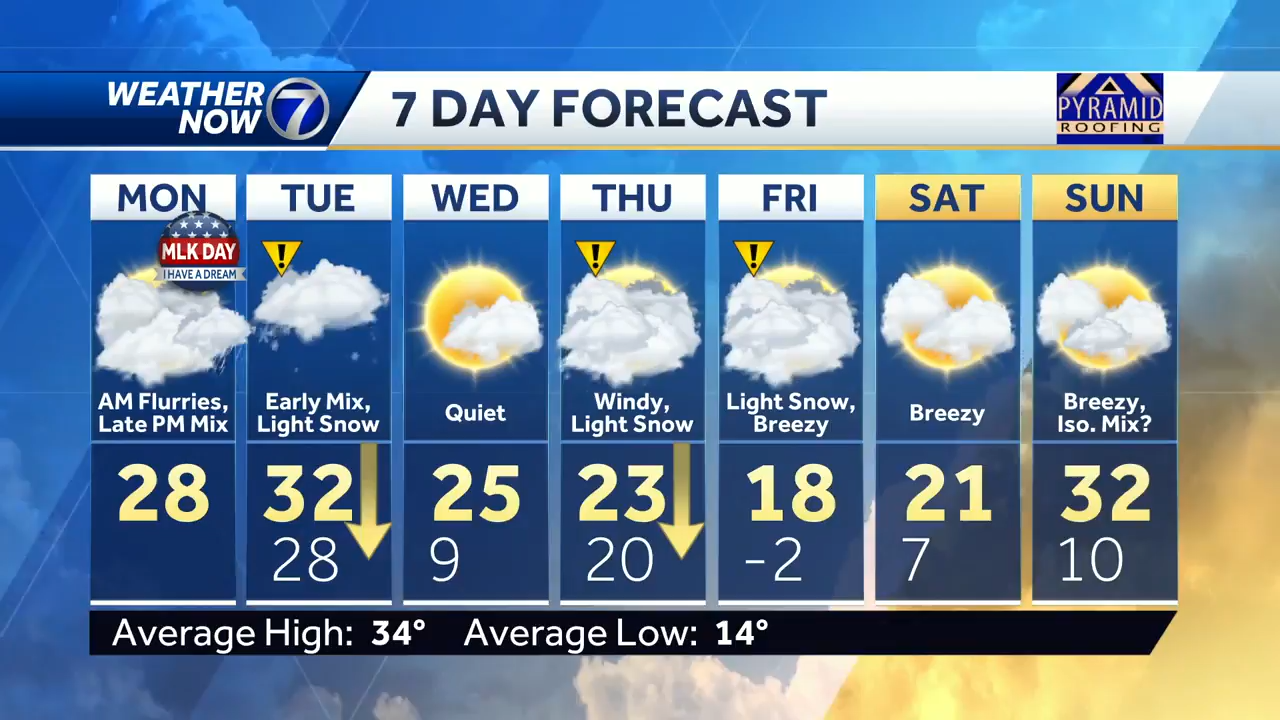 WEATHER
NOW 7
7 DAY FORECAST
PYRAMID
ROOFING
MON
TUE
WED
THU
FRI
SAT
SUN
MLK DAY
I HAVE A DREAM
!
!
!
AM Flurries,
Late PM Mix
Early Mix,
Light Snow
Quiet
Windy,
Light Snow
Light Snow,
Breezy
Breezy
Breezy,
Iso. Mix?
28
32
25
23
18
21
32
28
9
20
-2
7
10
Average High: 34° Average Low: 14°